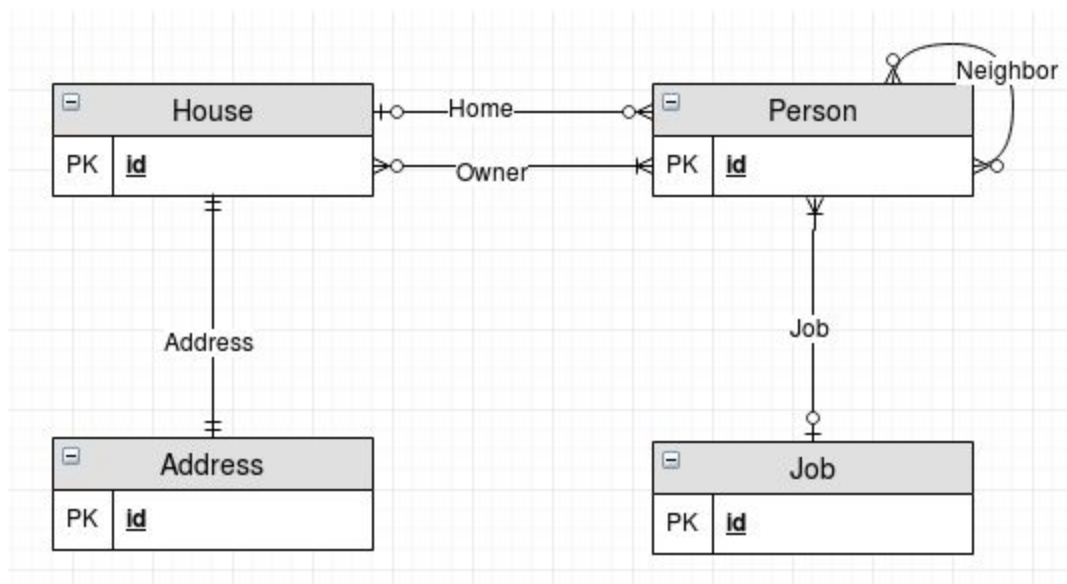 Neighbor
House
Home
Person
PK
id
Owner
PK
id
Address
Job
Address
Job
PK
id
PK
id